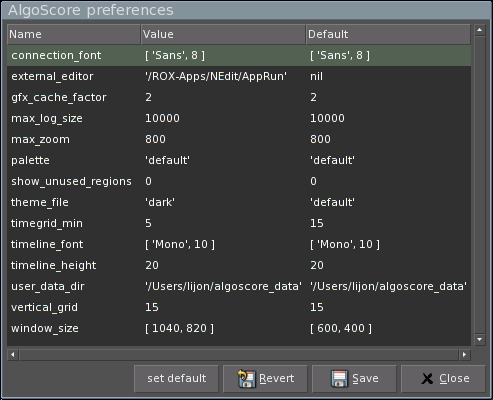 AlgoScore preferences
Name Value Default
connection_font [ 'Sans', 8 ] [ 'Sans', 8 ]
external_editor '/ROX-Apps/NEdit/AppRun' nil
gfx_cache_factor 2 2
max_log_size 10000 10000
max_zoom 800 800
palette 'default' 'default'
show_unused_regions 0 0
theme_file 'dark' 'default'
timegrid_min 5 15
timeline_font [ 'Mono', 10 ] [ 'Mono', 10 ]
timeline_height 20 20
user_data_dir '/Users/lijon/algoscore_data' '/Users/lijon/algoscore_data'
vertical_grid 15 15
window_size [ 1040, 820 ] [ 600, 400 ]
set default Revert Save Close